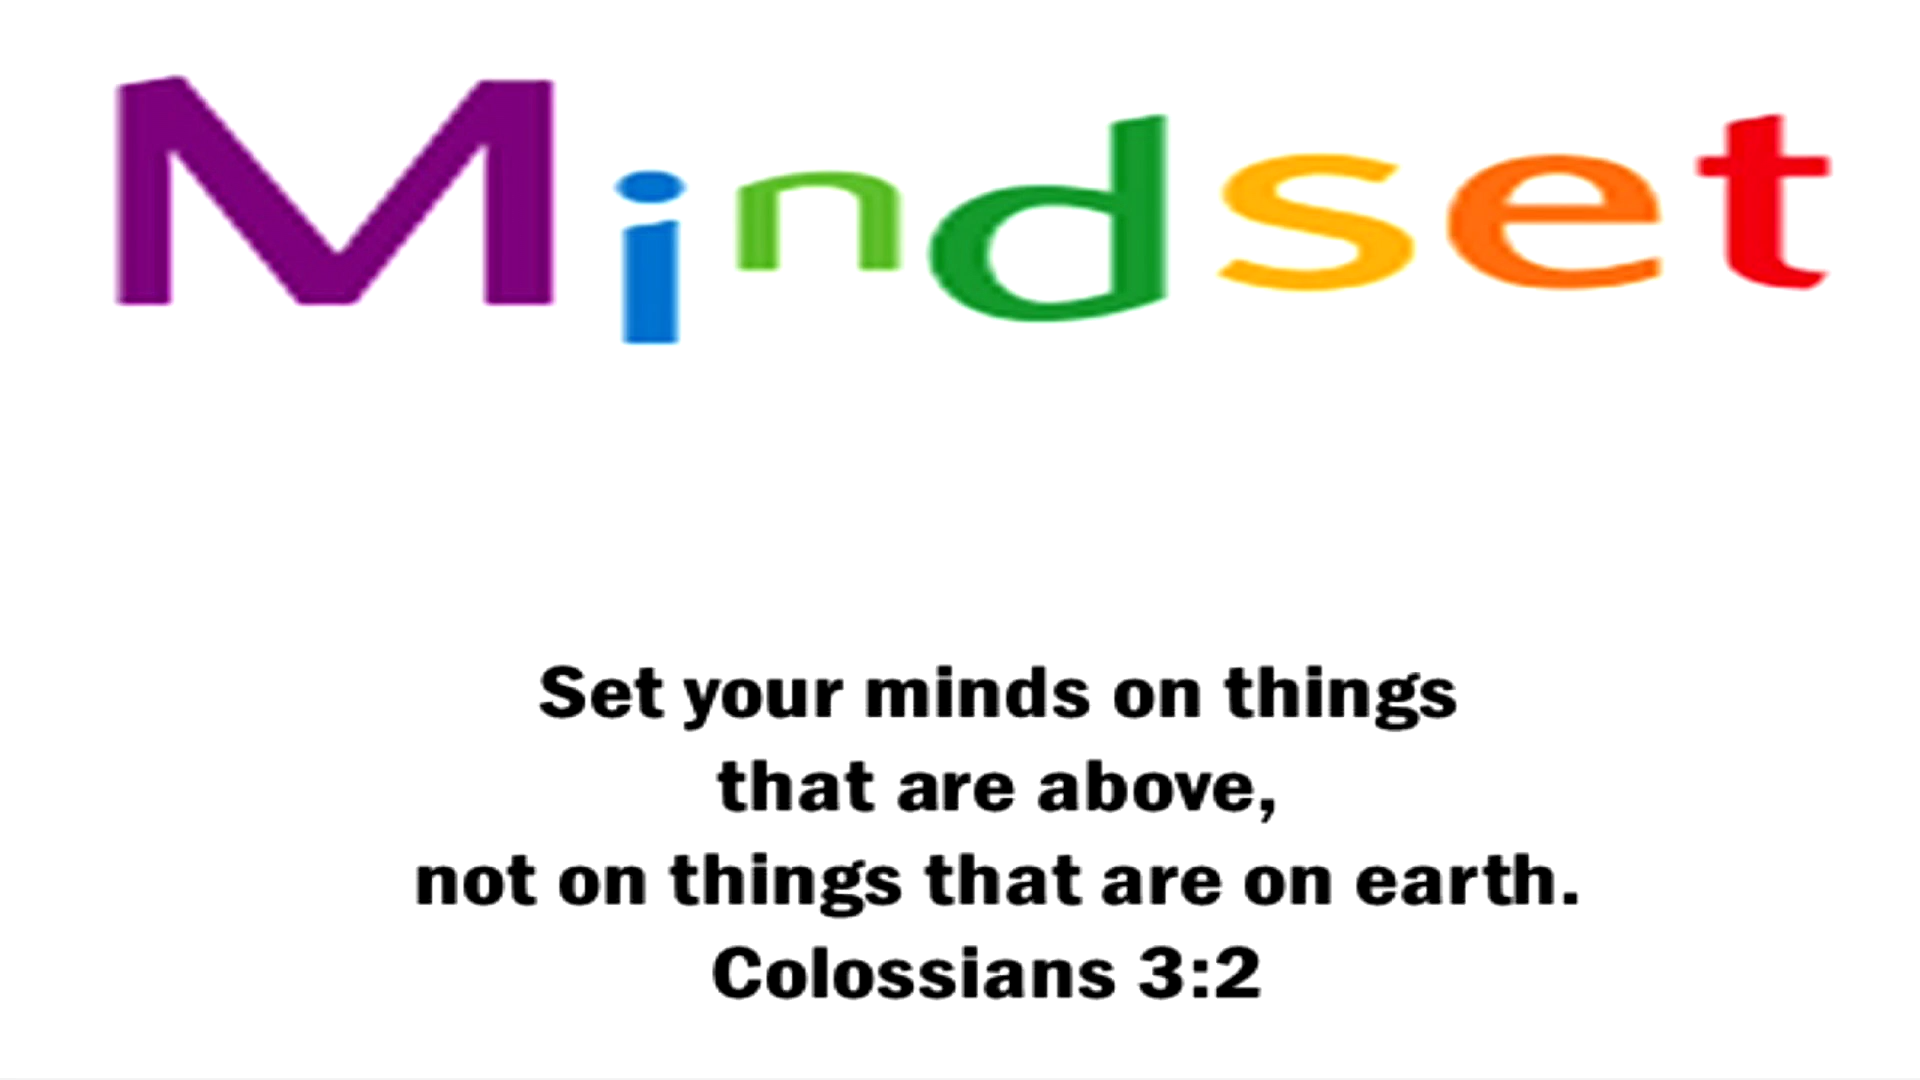 Mindset
Set your minds on things
that are above,
not on things that are on earth.
Colossians 3:2